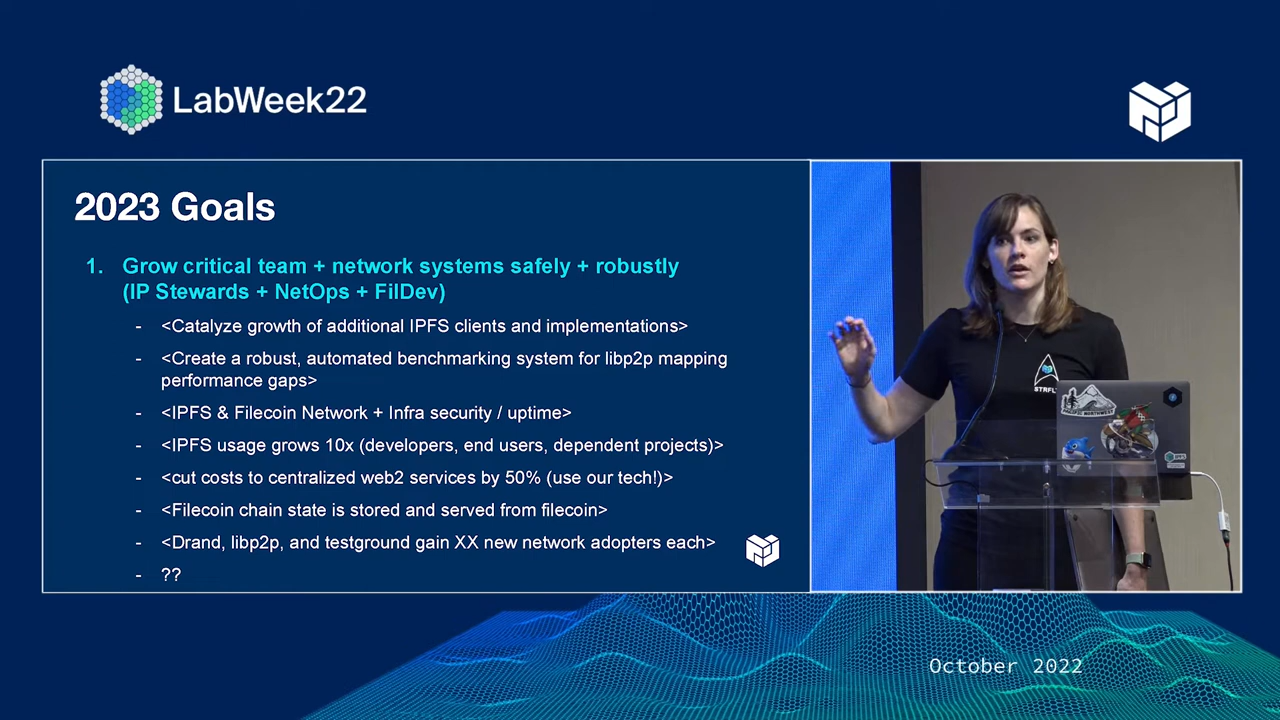 LabWeek22
2023 Goals
1. Grow critical team + network systems safely + robustly
(IP Stewards + NetOps + FilDev)
- <Catalyze growth of additional IPFS clients and implementations>
- <Create a robust, automated benchmarking system for libp2p mapping
performance gaps>
- <IPFS & Filecoin Network + Infra security / uptime>
- <IPFS usage grows 10x (developers, end users, dependent projects)>
- <cut costs to centralized web2 services by 50% (use our tech!)>
- <Filecoin chain state is stored and served from filecoin>
- <Drand, libp2p, and testground gain XX new network adopters each>
- ??
PACIFIC NORTHWEST
October 2022